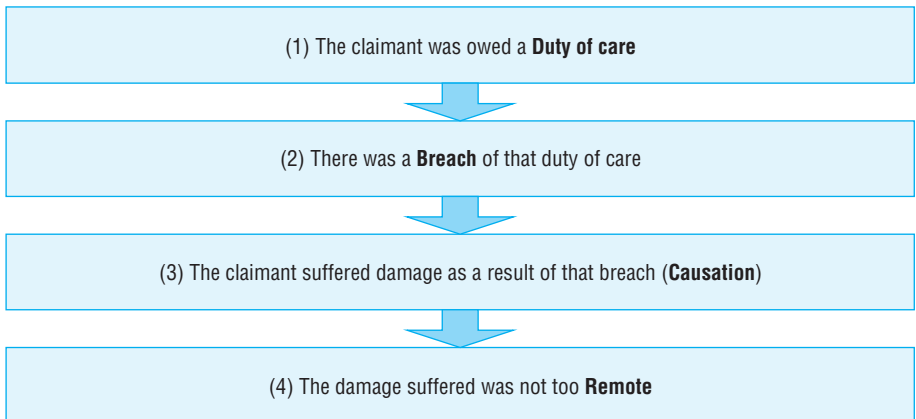 (1) The claimant was owed a Duty of care
(2) There was a Breach of that duty of care
(3) The claimant suffered damage as a result of that breach (Causation)
(4) The damage suffered was not too Remote